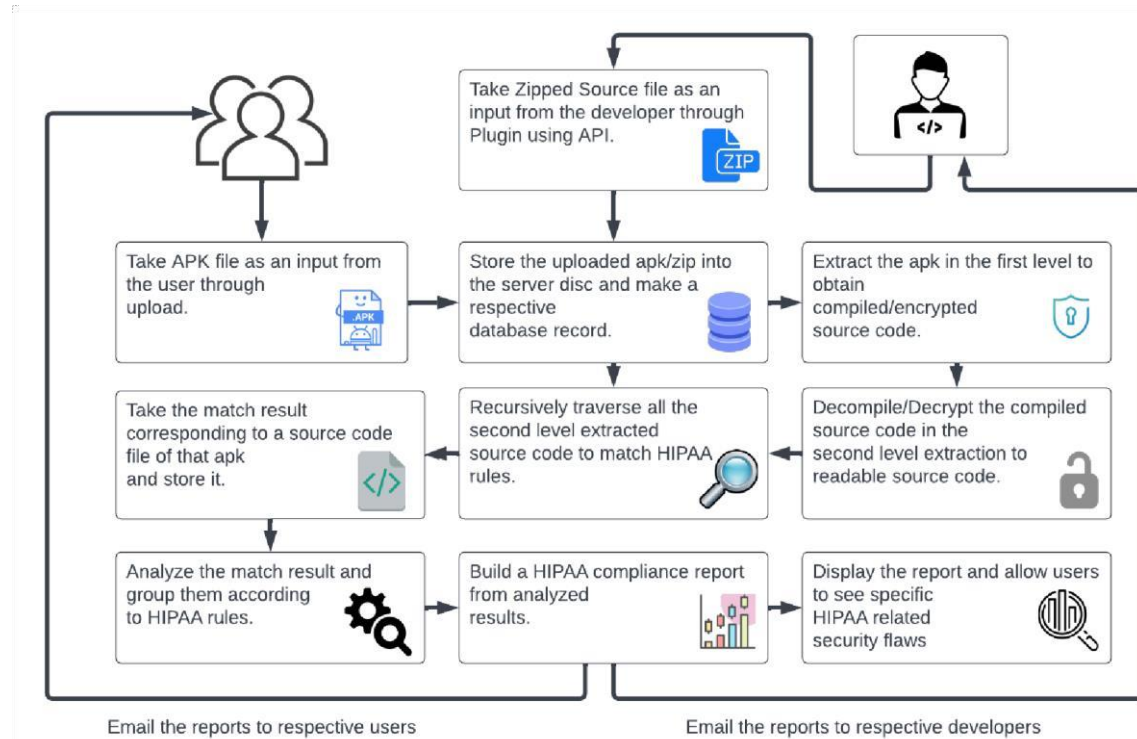 Take Zipped Source file as an
input from the developer through
Plugin using API.
ZIP
</>
Take APK file as an input from
the user through
upload.
.APK
Store the uploaded apk/zip into
the server disc and make a
respective
database record.
Extract the apk in the first level to
obtain
compiled/encrypted
source code.
Take the match result
corresponding to a source code
file of that apk
and store it.
</>
Recursively traverse all the
second level extracted
source code to match HIPAA
rules.
Decompile/Decrypt the compiled
source code in the
second level extraction to
readable source code.
Analyze the match result and
group them according
to HIPAA rules.
Build a HIPAA compliance report
from analyzed
results.
Display the report and allow users
to see specific
HIPAA related
security flaws
Email the reports to respective users
Email the reports to respective developers